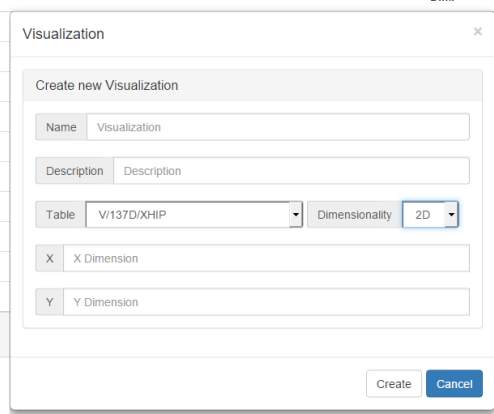 Visualization ×
Create new Visualization
Name Visualization
Description Description
Table V/137D/XHIP Dimensionality 2D
X X Dimension
Y Y Dimension
Create Cancel